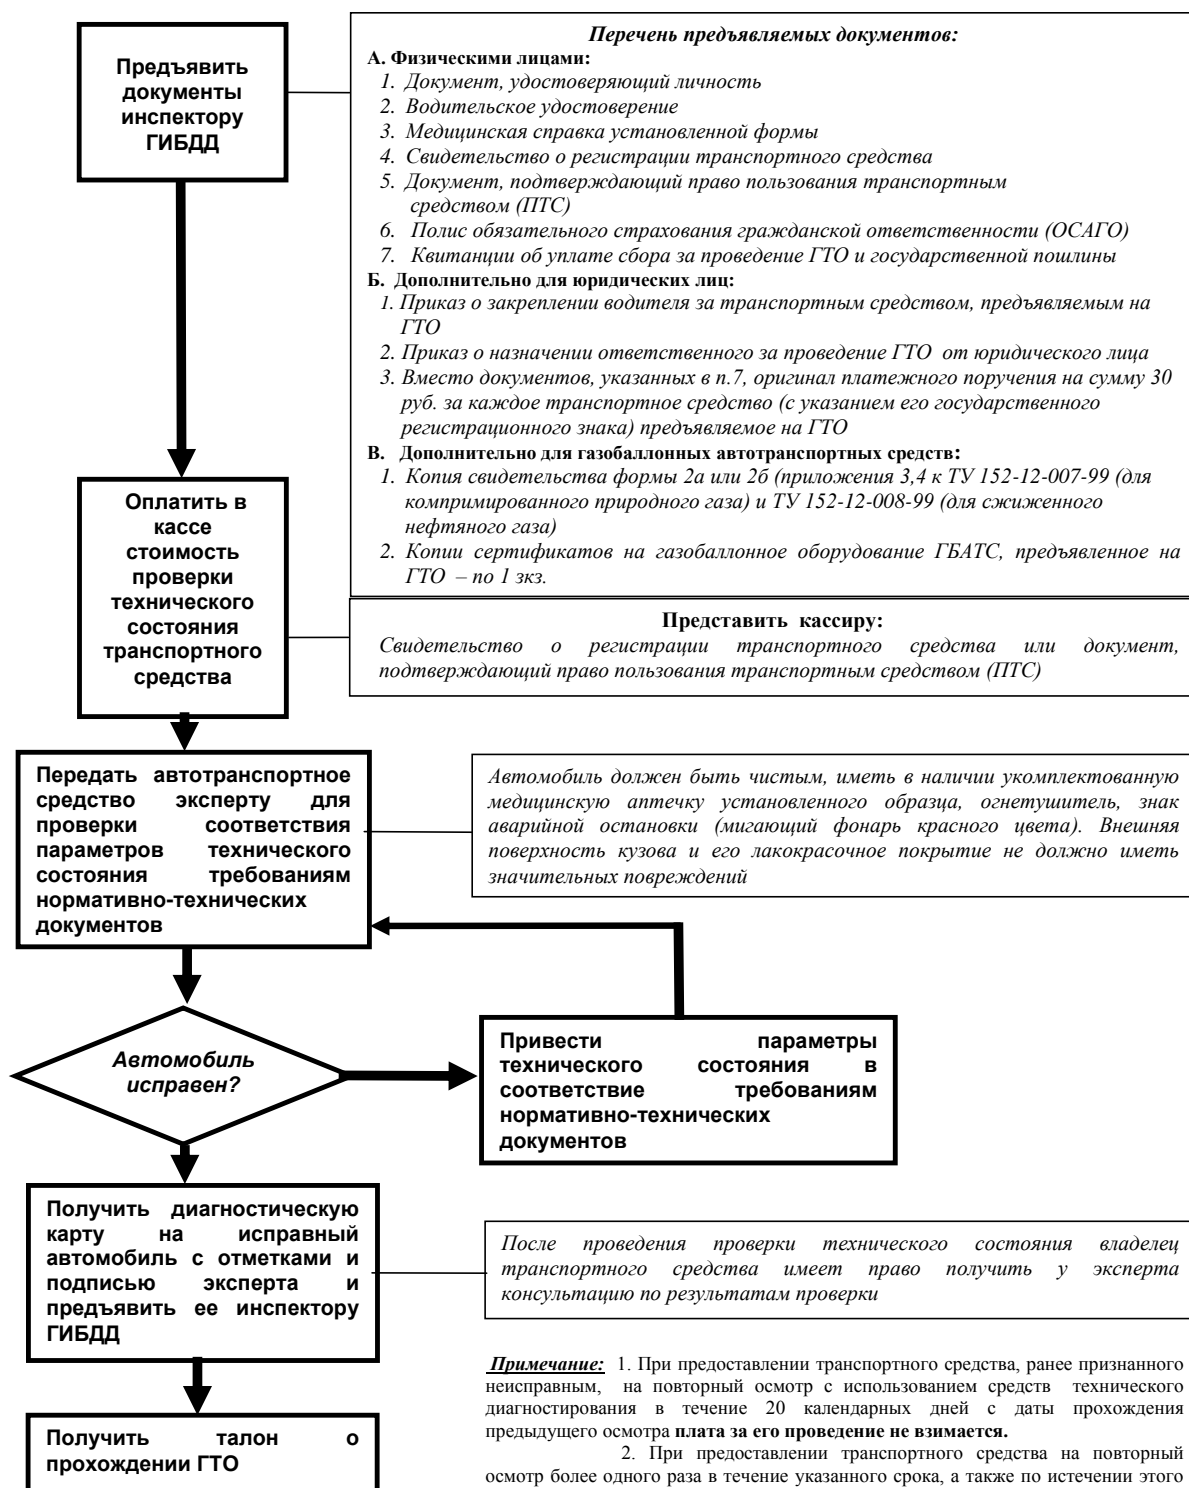 Предъявить
документы
инспектору
ГИБДД
Перечень предъявляемых документов:
А. Физическими лицами:
1. Документ, удостоверяющий личность
2. Водительское удостоверение
3. Медицинская справка установленной формы
4. Свидетельство о регистрации транспортного средства
5. Документ, подтверждающий право пользования транспортным
средством (ПТС)
6. Полис обязательного страхования гражданской ответственности (ОСАГО)
7. Квитанции об уплате сбора за проведение ГТО и государственной пошлины
Б. Дополнительно для юридических лиц:
1. Приказ о закреплении водителя за транспортным средством, предъявляемым на
ГТО
2. Приказ о назначении ответственного за проведение ГТО от юридического лица
3. Вместо документов, указанных в п.7, оригинал платежного поручения на сумму 30
руб. за каждое транспортное средство (с указанием его государственного
регистрационного знака) предъявляемое на ГТО
В. Дополнительно для газобаллонных автотранспортных средств:
1. Копия свидетельства формы 2а или 2б (приложения 3,4 к ТУ 152-12-007-99 (для
компримированного природного газа) и ТУ 152-12-008-99 (для сжиженного
нефтяного газа)
2. Копии сертификатов на газобаллонное оборудование ГБАТС, предъявленное на
ГТО – по 1 зкз.
Оплатить в
кассе
стоимость
проверки
технического
состояния
транспортного
средства
Представить кассиру:
Свидетельство о регистрации транспортного средства или документ,
подтверждающий право пользования транспортным средством (ПТС)
Передать автотранспортное
средство эксперту для
проверки соответствия
параметров технического
состояния требованиям
нормативно-технических
документов
Автомобиль должен быть чистым, иметь в наличии укомплектованную
медицинскую аптечку установленного образца, огнетушитель, знак
аварийной остановки (мигающий фонарь красного цвета). Внешняя
поверхность кузова и его лакокрасочное покрытие не должно иметь
значительных повреждений
Автомобиль
исправен?
Привести параметры
технического состояния в
соответствие требованиям
нормативно-технических
документов
Получить диагностическую
карту на исправный
автомобиль с отметками и
подписью эксперта и
предъявить ее инспектору
ГИБДД
После проведения проверки технического состояния владелец
транспортного средства имеет право получить у эксперта
консультацию по результатам проверки
Получить талон о
прохождении ГТО
Примечание: 1. При предоставлении транспортного средства, ранее признанного
неисправным, на повторный осмотр с использованием средств технического
диагностирования в течение 20 календарных дней с даты прохождения
предыдущего осмотра плата за его проведение не взимается.
2. При предоставлении транспортного средства на повторный
осмотр более одного раза в течение указанного срока, а также по истечении этого